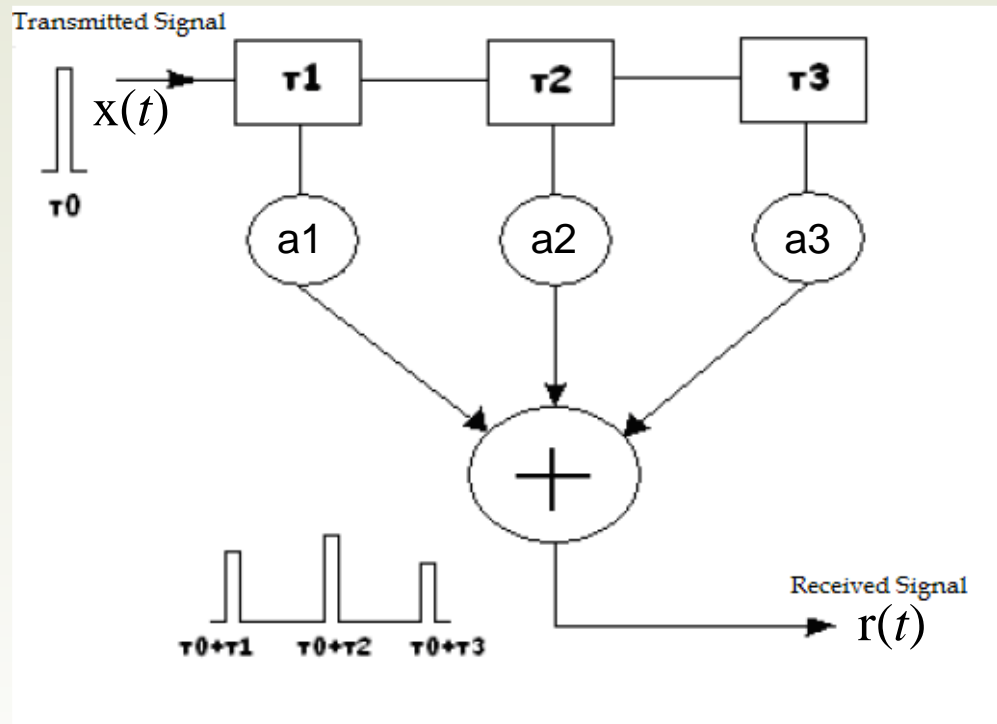 Transmitted Signal
x(t)
τ0
τ1
τ2
τ3
a1
a2
a3
+
τ0+τ1
τ0+τ2
τ0+τ3
Received Signal
r(t)